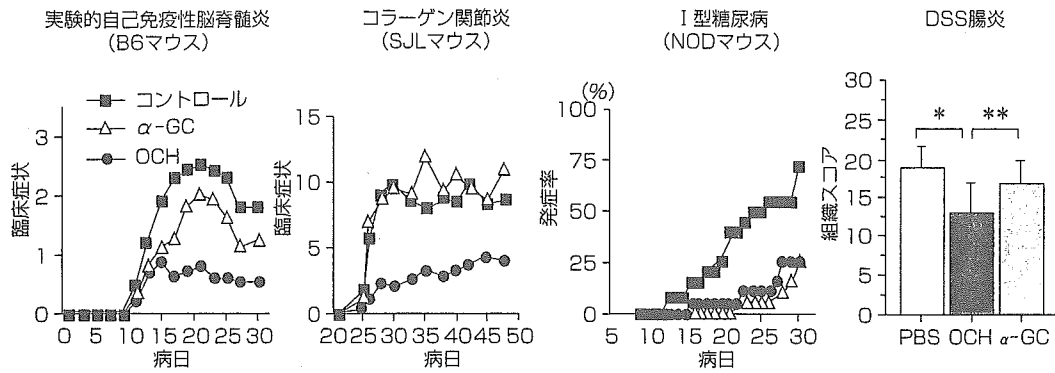 実験的自己免疫性脳脊髄炎
(B6マウス)
コントロール
α-GC
OCH
臨床症状
3
2
1
0
0 5 10 15 20 25 30
病日
コラーゲン関節炎
(SJLマウス)
臨床症状
15
10
5
0
20 25 30 35 40 45 50
病日
I型糖尿病
(NODマウス)
(%)
発症率
100
75
50
25
0
5 10 15 20 25 30
病日
DSS腸炎
組織スコア
30
25
20
15
10
5
0
* **
PBS OCH α-GC